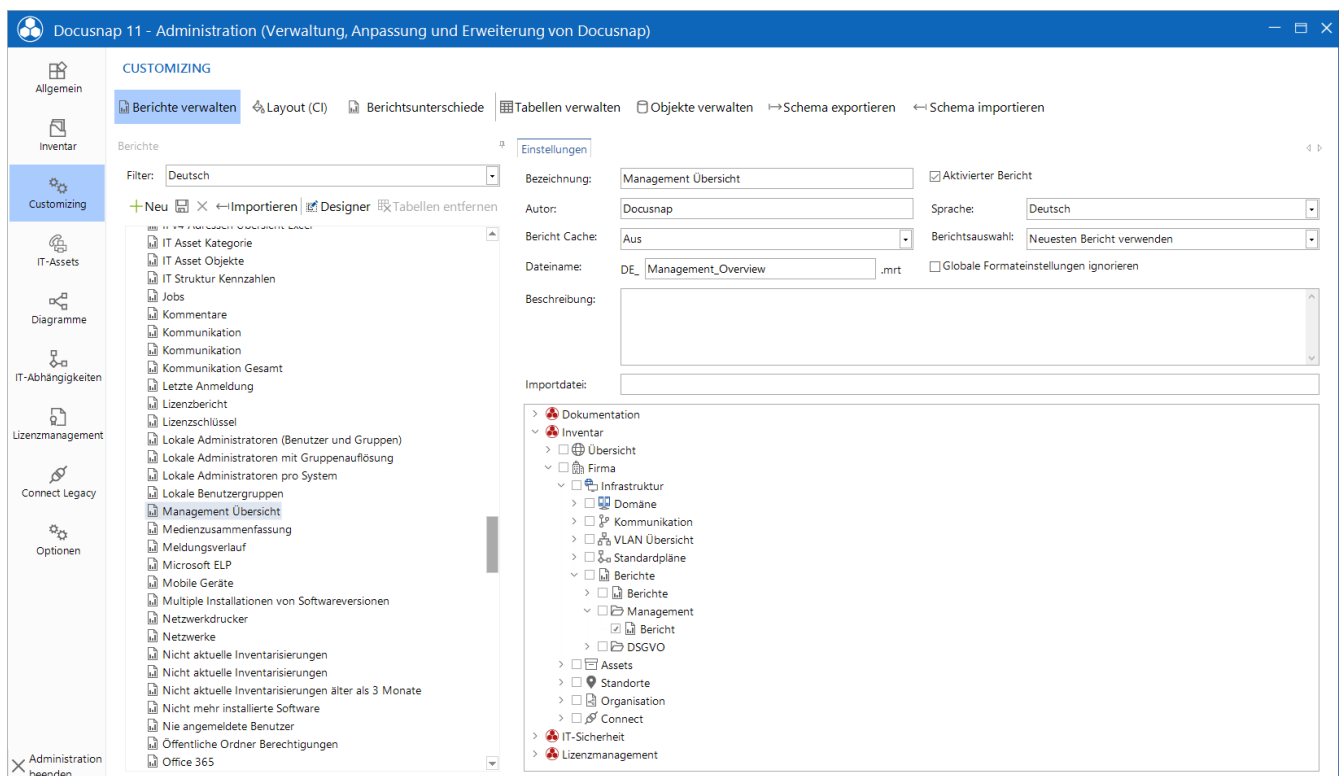 Docusnap 11 - Administration (Verwaltung, Anpassung und Erweiterung von Docusnap)
Allgemein
Inventar
Customizing
IT-Assets
Diagramme
IT-Abhängigkeiten
Lizenzmanagement
Connect Legacy
Optionen
Administration
beenden
CUSTOMIZING
Berichte verwalten Layout (CI) Berichtsunterschiede Tabellen verwalten Objekte verwalten Schema exportieren Schema importieren
Berichte
Filter: Deutsch
Neu Importieren Designer Tabellen entfernen
IPv4 Adressen Übersicht Excel
IT Asset Kategorie
IT Asset Objekte
IT Struktur Kennzahlen
Jobs
Kommentare
Kommunikation
Kommunikation
Kommunikation Gesamt
Letzte Anmeldung
Lizenzbericht
Lizenzschlüssel
Lokale Administratoren (Benutzer und Gruppen)
Lokale Administratoren mit Gruppenauflösung
Lokale Administratoren pro System
Lokale Benutzergruppen
Management Übersicht
Medienzusammenfassung
Meldungsverlauf
Microsoft ELP
Mobile Geräte
Multiple Installationen von Softwareversionen
Netzwerkdrucker
Netzwerke
Nicht aktuelle Inventarisierungen
Nicht aktuelle Inventarisierungen
Nicht aktuelle Inventarisierungen älter als 3 Monate
Nicht mehr installierte Software
Nie angemeldete Benutzer
Öffentliche Ordner Berechtigungen
Office 365
Einstellungen
Bezeichnung: Management Übersicht Aktivierter Bericht
Autor: Docusnap Sprache: Deutsch
Bericht Cache: Aus Berichtsauswahl: Neuesten Bericht verwenden
Dateiname: DE_ Management_Overview .mrt Globale Formateinstellungen ignorieren
Beschreibung:
Importdatei:
Dokumentation
Inventar
Übersicht
Firma
Infrastruktur
Domäne
Kommunikation
VLAN Übersicht
Standardpläne
Berichte
Berichte
Management
Bericht
DSGVO
Assets
Standorte
Organisation
Connect
IT-Sicherheit
Lizenzmanagement